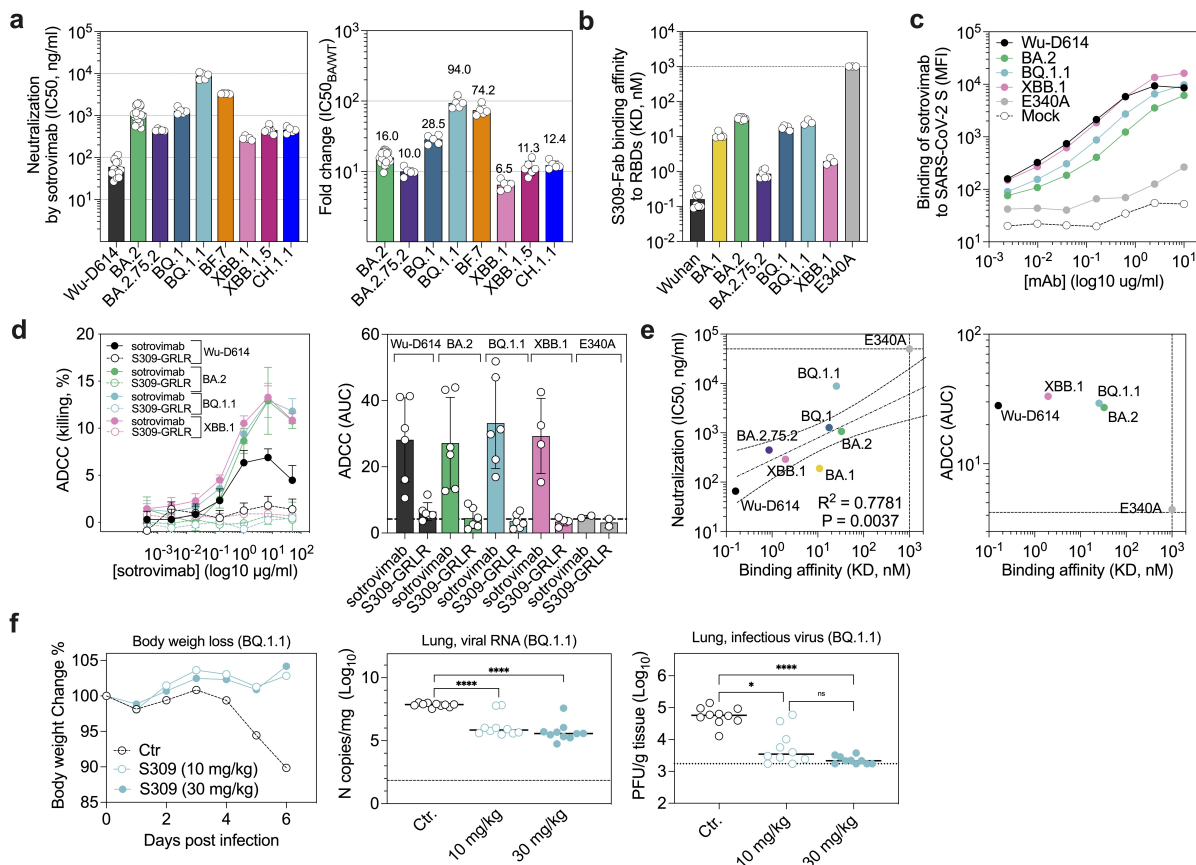 a
Neutralization
by sotrovimab (IC50, ng/ml)
10⁵
10⁴
10³
10²
10¹
Wu-D614
BA.2
BA.2.75.2
BQ.1
BQ.1.1
BF.7
XBB.1
XBB.1.5
CH.1.1
Fold change (IC50BA/WT)
10³
10²
10¹
10⁰
16.0
10.0
28.5
94.0
74.2
6.5
11.3
12.4
BA.2
BA.2.75.2
BQ.1
BQ.1.1
BF7
XBB.1
XBB.1.5
CH.1.1
b
S309-Fab binding affinity
to RBDs (KD, nM)
10⁴
10³
10²
10¹
10⁰
10⁻¹
10⁻²
Wuhan
BA.1
BA.2
BA.2.75.2
BQ.1
BQ.1.1
XBB.1
E340A
c
Binding of sotrovimab
to SARS-CoV-2 S (MFI)
10⁵
10⁴
10³
10²
10¹
Wu-D614
BA.2
BQ.1.1
XBB.1
E340A
Mock
10⁻³
10⁻²
10⁻¹
10⁰
10¹
[mAb] (log10 ug/ml)
d
ADCC (killing, %)
20
15
10
5
0
sotrovimab
S309-GRLR
Wu-D614
sotrovimab
S309-GRLR
BA.2
sotrovimab
S309-GRLR
BQ.1.1
sotrovimab
S309-GRLR
XBB.1
10⁻³
10⁻²
10⁻¹
10⁰
10¹
10²
[sotrovimab] (log10 µg/ml)
ADCC (AUC)
60
40
20
0
Wu-D614
BA.2
BQ.1.1
XBB.1
E340A
sotrovimab
S309-GRLR
sotrovimab
S309-GRLR
sotrovimab
S309-GRLR
sotrovimab
S309-GRLR
sotrovimab
S309-GRLR
e
Neutralization (IC50, ng/ml)
10⁵
10⁴
10³
10²
10¹
E340A
BQ.1.1
BQ.1
BA.2.75.2
BA.2
XBB.1
BA.1
Wu-D614
R² = 0.7781
P = 0.0037
10⁻¹
10⁰
10¹
10²
10³
Binding affinity (KD, nM)
ADCC (AUC)
10²
10¹
XBB.1
BQ.1.1
Wu-D614
BA.2
E340A
10⁻¹
10⁰
10¹
10²
10³
Binding affinity (KD, nM)
f
Body weigh loss (BQ.1.1)
Body weight Change %
105
100
95
90
85
Ctr
S309 (10 mg/kg)
S309 (30 mg/kg)
0
2
4
6
Days post infection
Lung, viral RNA (BQ.1.1)
N copies/mg (Log₁₀)
10
5
0
****
****
Ctr.
10 mg/kg
30 mg/kg
Lung, infectious virus (BQ.1.1)
PFU/g tissue (Log₁₀)
6
5
4
3
2
****
*
ns
Ctr.
10 mg/kg
30 mg/kg